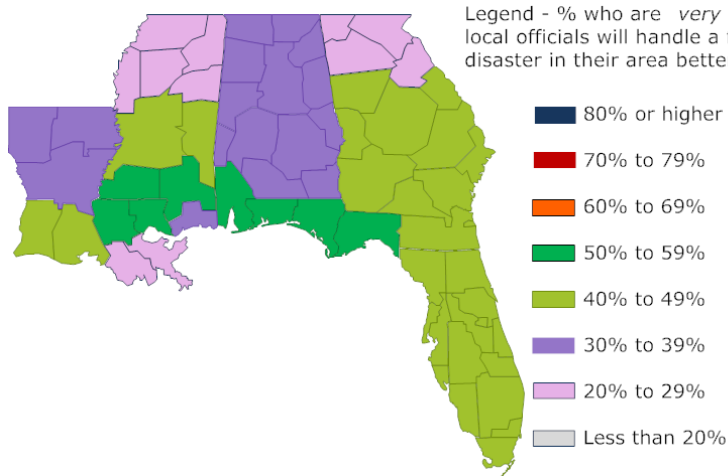 Legend - % who are very
local officials will handle a
disaster in their area
80% or higher
70% to 79%
60% to 69%
50% to 59%
40% to 49%
30% to 39%
20% to 29%
Less than 20%